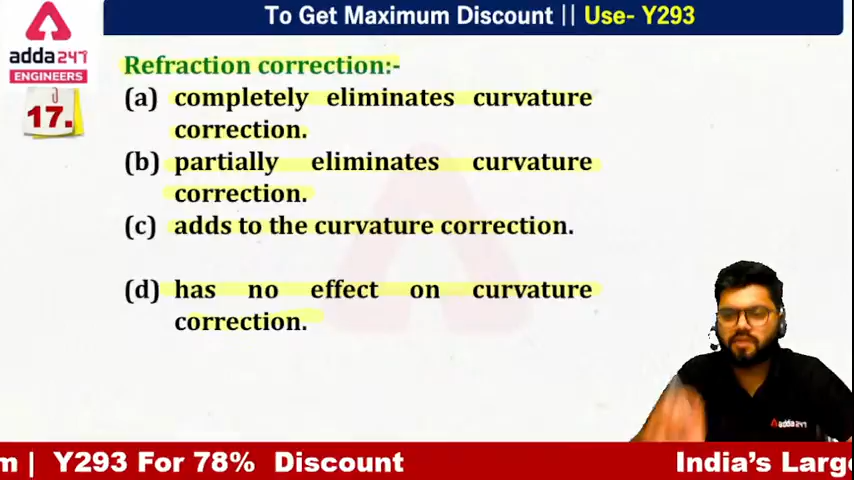 To Get Maximum Discount || Use- Y293
adda247
ENGINEERS
17.
Refraction correction:-
(a) completely eliminates curvature
correction.
(b) partially eliminates curvature
correction.
(c) adds to the curvature correction.
(d) has no effect on curvature
correction.
adda247
m | Y293 For 78% Discount
India's Large